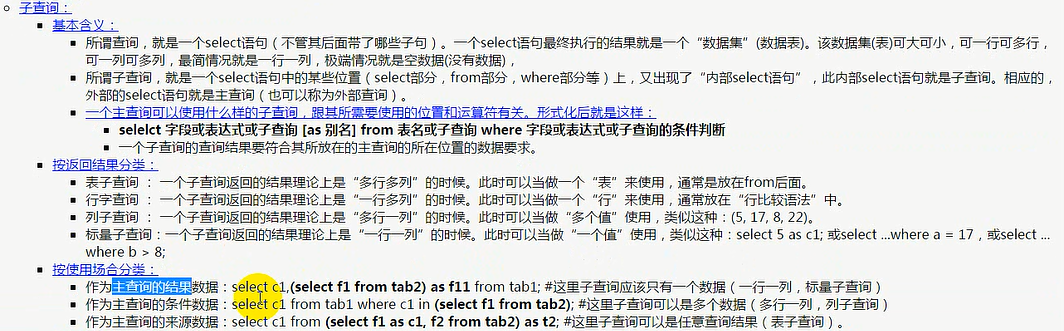 子查询：
基本含义：
所谓查询，就是一个select语句（不管其后面带了哪些子句）。一个select语句最终执行的结果就是一个“数据集”(数据表)。该数据集(表)可大可小，可一行可多行，
可一列可多列，最简情况就是一行一列，极端情况就是空数据(没有数据)，
所谓子查询，就是一个select语句中的某些位置（select部分，from部分，where部分等）上，又出现了“内部select语句”，此内部select语句就是子查询。相应的，
外部的select语句就是主查询（也可以称为外部查询）。
一个主查询可以使用什么样的子查询，跟其所需要使用的位置和运算符有关。形式化后就是这样：
selelct 字段或表达式或子查询 [as 别名] from 表名或子查询 where 字段或表达式或子查询的条件判断
一个子查询的查询结果要符合其所放在的主查询的所在位置的数据要求。
按返回结果分类：
表子查询 ： 一个子查询返回的结果理论上是“多行多列”的时候。此时可以当做一个“表”来使用，通常是放在from后面。
行子查询 ： 一个子查询返回的结果理论上是“一行多列”的时候。此时可以当做一个“行”来使用，通常放在“行比较语法”中。
列子查询 ： 一个子查询返回的结果理论上是“多行一列”的时候。此时可以当做“多个值”使用，类似这种：(5, 17, 8, 22)。
标量子查询：一个子查询返回的结果理论上是“一行一列”的时候。此时可以当做“一个值”使用，类似这种：select 5 as c1; 或select ...where a = 17，或select ...
where b > 8;
按使用场合分类：
作为主查询的结果数据：select c1,(select f1 from tab2) as f11 from tab1; #这里子查询应该只有一个数据（一行一列，标量子查询）
作为主查询的条件数据：select c1 from tab1 where c1 in (select f1 from tab2); #这里子查询可以是多个数据（多行一列，列子查询）
作为主查询的来源数据：select c1 from (select f1 as c1, f2 from tab2) as t2; #这里子查询可以是任意查询结果（表子查询）。